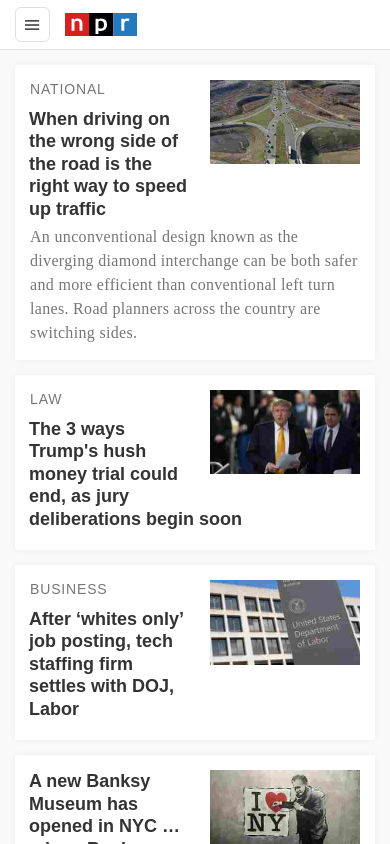 npr
NATIONAL
When driving on
the wrong side of
the road is the
right way to speed
up traffic
An unconventional design known as the
diverging diamond interchange can be both safer
and more efficient than conventional left turn
lanes. Road planners across the country are
switching sides.
LAW
The 3 ways
Trump's hush
money trial could
end, as jury
deliberations begin soon
BUSINESS
After ‘whites only’
job posting, tech
staffing firm
settles with DOJ,
Labor
United States
Department
of Labor
A new Banksy
Museum has
opened in NYC …
I
NY